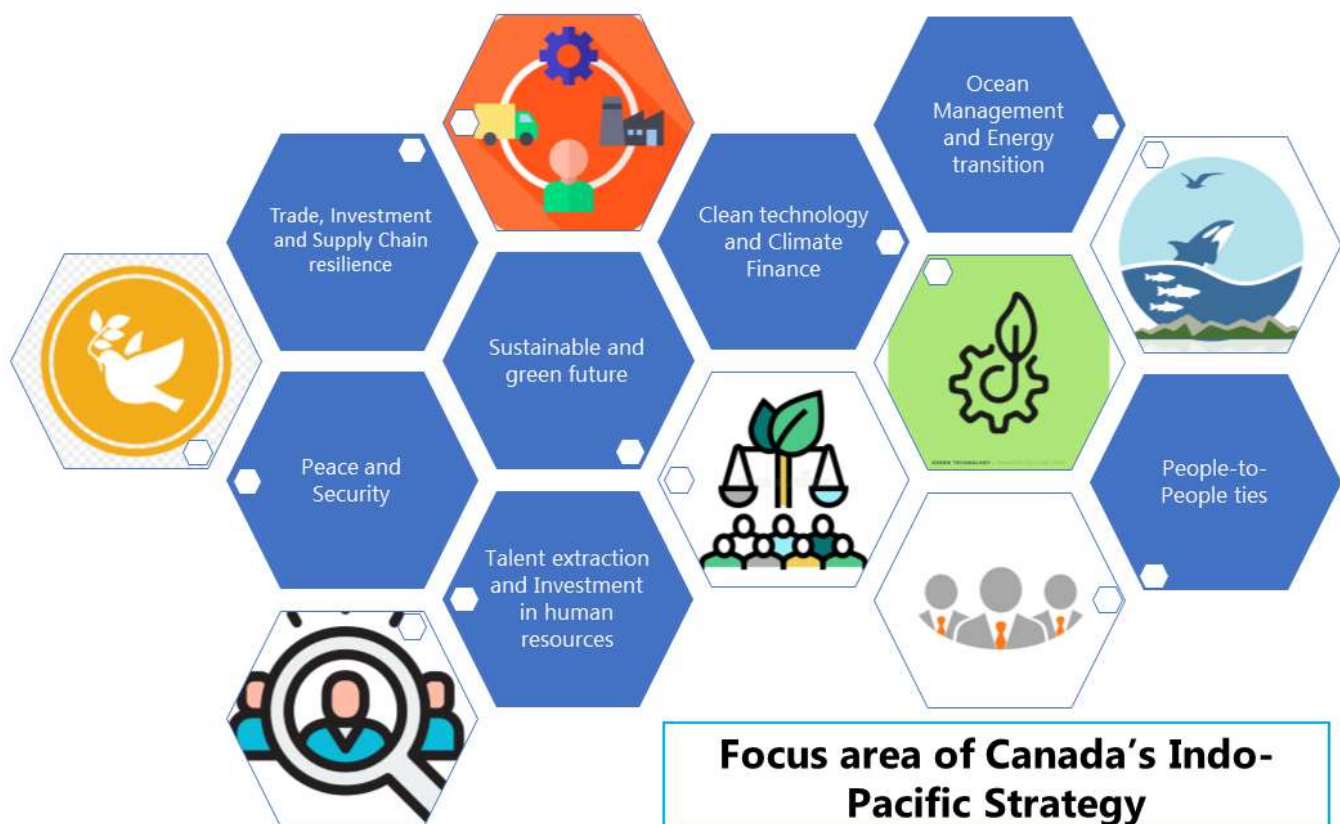 Ocean
Management
and Energy
transition
Trade, Investment
and Supply Chain
resilience
Clean technology
and Climate
Finance
Sustainable and
green future
Peace and
Security
People-to-
People ties
Talent extraction
and Investment
in human
resources
Focus area of Canada's Indo-
Pacific Strategy